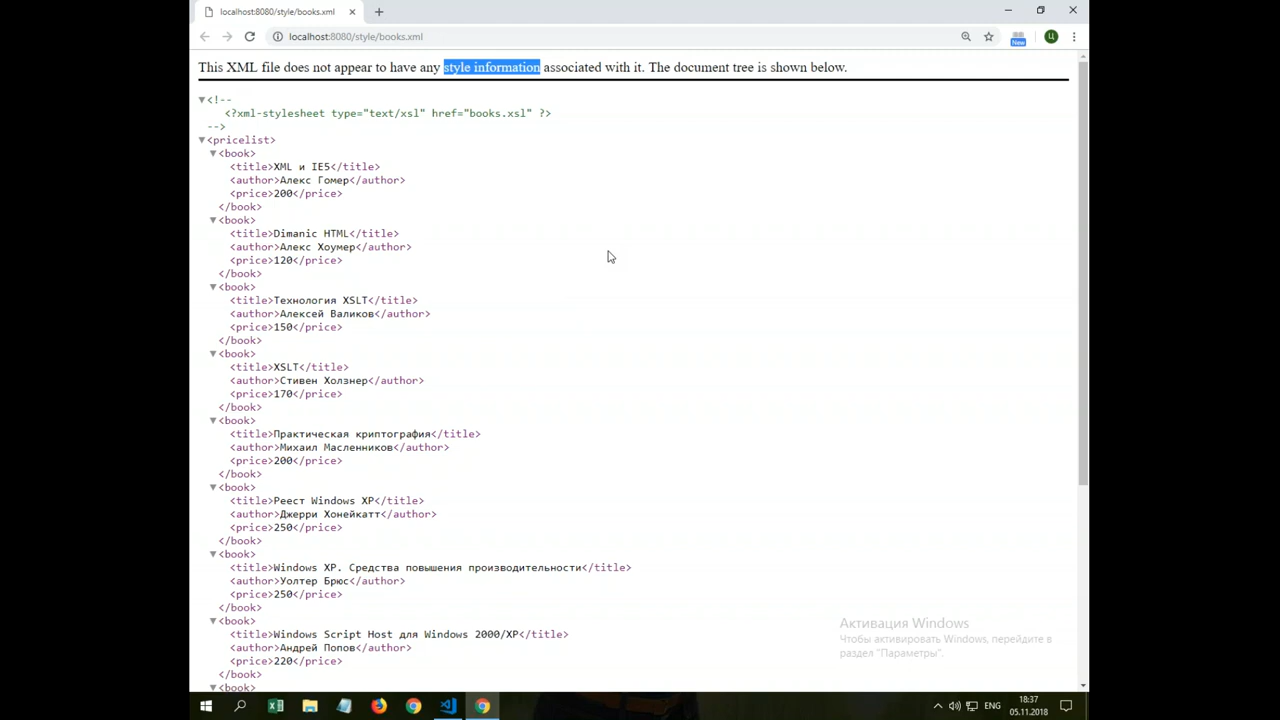 localhost:8080/style/books.xml
localhost:8080/style/books.xml
New
Ц
This XML file does not appear to have any style information associated with it. The document tree is shown below.
<!--
<?xml-stylesheet type="text/xsl" href="books.xsl" ?>
-->
<pricelist>
<book>
<title>XML и IE5</title>
<author>Алекс Гомер</author>
<price>200</price>
</book>
<book>
<title>Dimanic HTML</title>
<author>Алекс Хоумер</author>
<price>120</price>
</book>
<book>
<title>Технология XSLT</title>
<author>Алексей Валиков</author>
<price>150</price>
</book>
<book>
<title>XSLT</title>
<author>Стивен Холзнер</author>
<price>170</price>
</book>
<book>
<title>Практическая криптография</title>
<author>Михаил Масленников</author>
<price>200</price>
</book>
<book>
<title>Реест Windows XP</title>
<author>Джерри Хонейкатт</author>
<price>250</price>
</book>
<book>
<title>Windows XP. Средства повышения производительности</title>
<author>Уолтер Брюс</author>
<price>250</price>
</book>
<book>
<title>Windows Script Host для Windows 2000/XP</title>
<author>Андрей Попов</author>
<price>220</price>
</book>
<book>
Активация Windows
Чтобы активировать Windows, перейдите в
раздел "Параметры".
ENG
18:37
05.11.2018